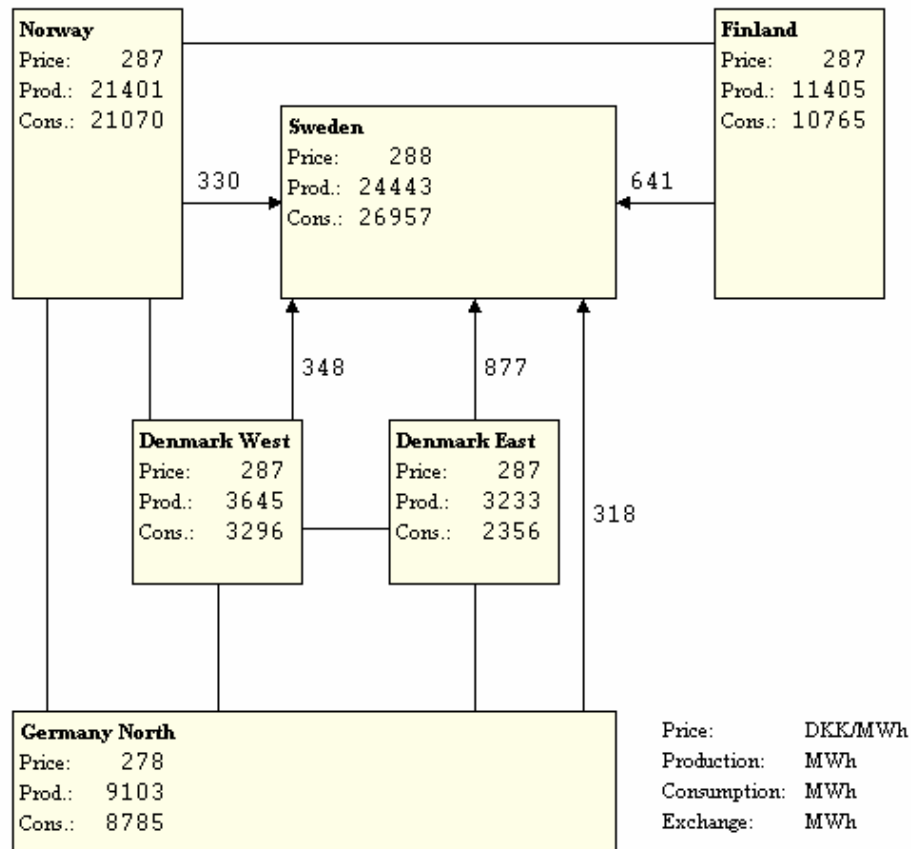 Norway
Price: 287
Prod.: 21401
Cons.: 21070
Finland
Price: 287
Prod.: 11405
Cons.: 10765
Sweden
Price: 288
Prod.: 24443
Cons.: 26957
330
641
348
877
Denmark West
Price: 287
Prod.: 3645
Cons.: 3296
Denmark East
Price: 287
Prod.: 3233
Cons.: 2356
318
Germany North
Price: 278
Prod.: 9103
Cons.: 8785
Price: DKK/MWh
Production: MWh
Consumption: MWh
Exchange: MWh